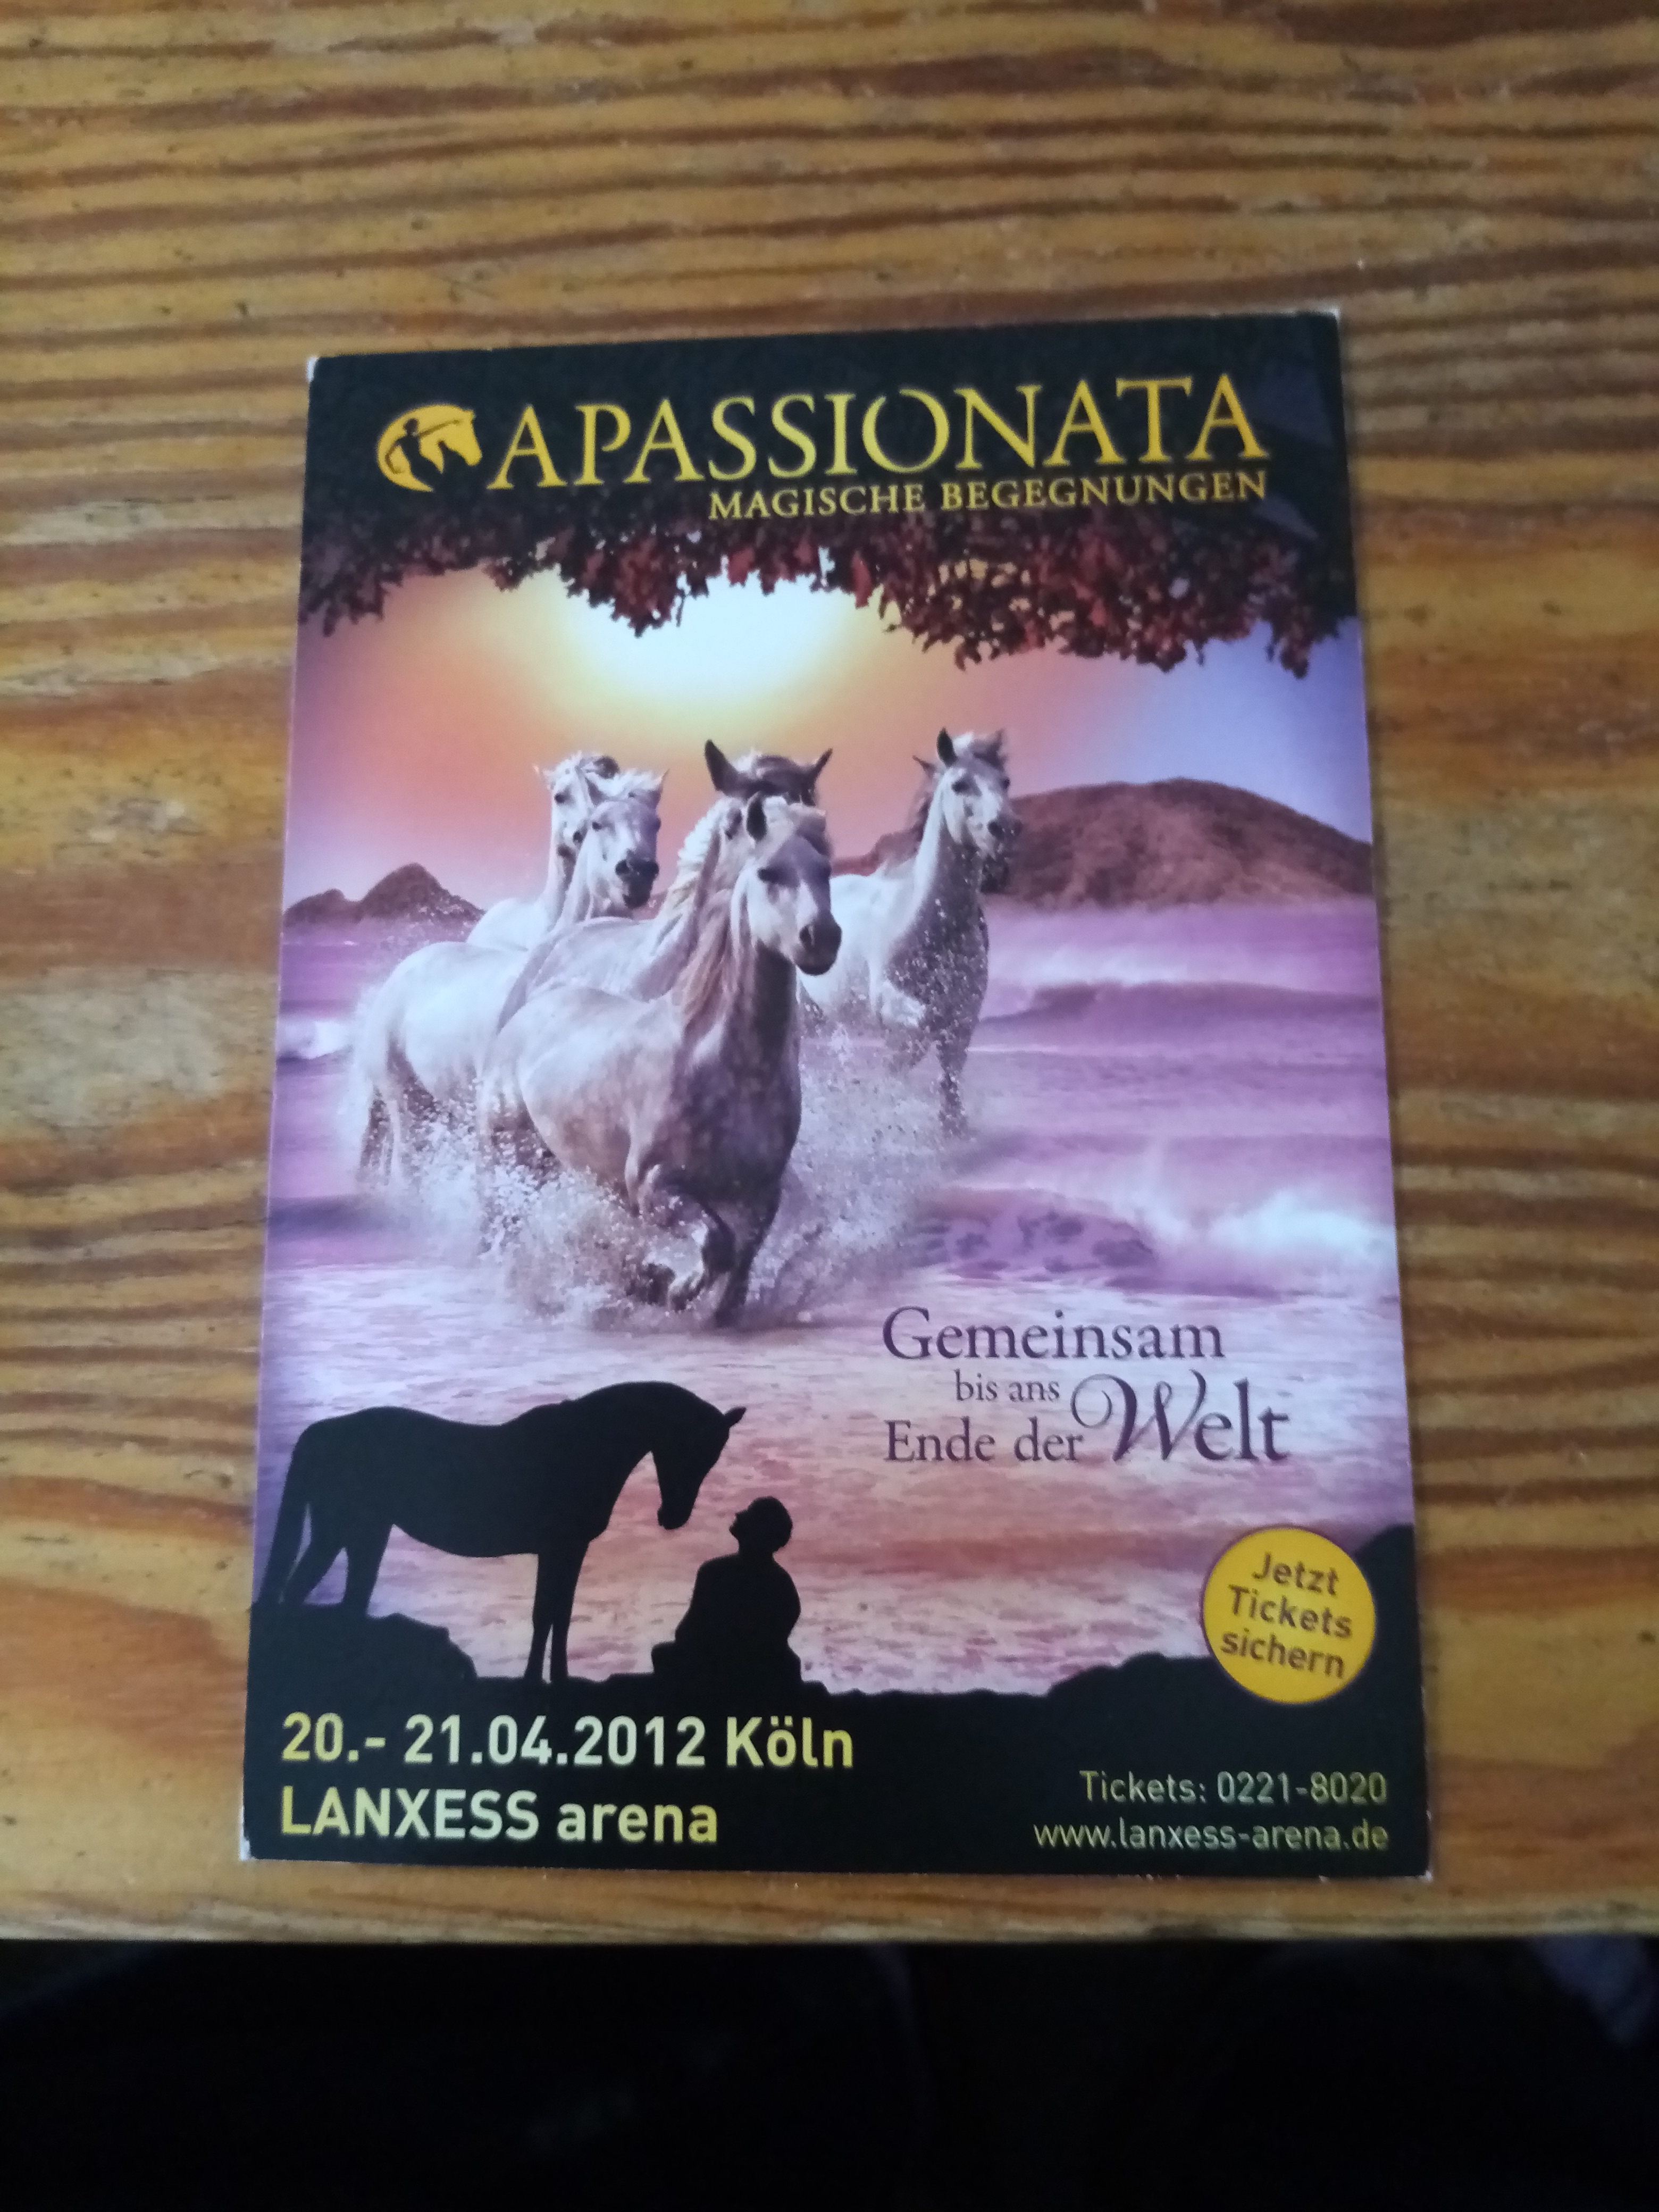 APASSIONATA
MAGISCHE BEGEGNUNGEN
Gemeinsam
bis ans
Ende der Welt
Jetzt
Tickets
sichern
20.- 21.04.2012 Köln
LANXESS arena
Tickets: 0221-8020
www.lanxess-arena.de